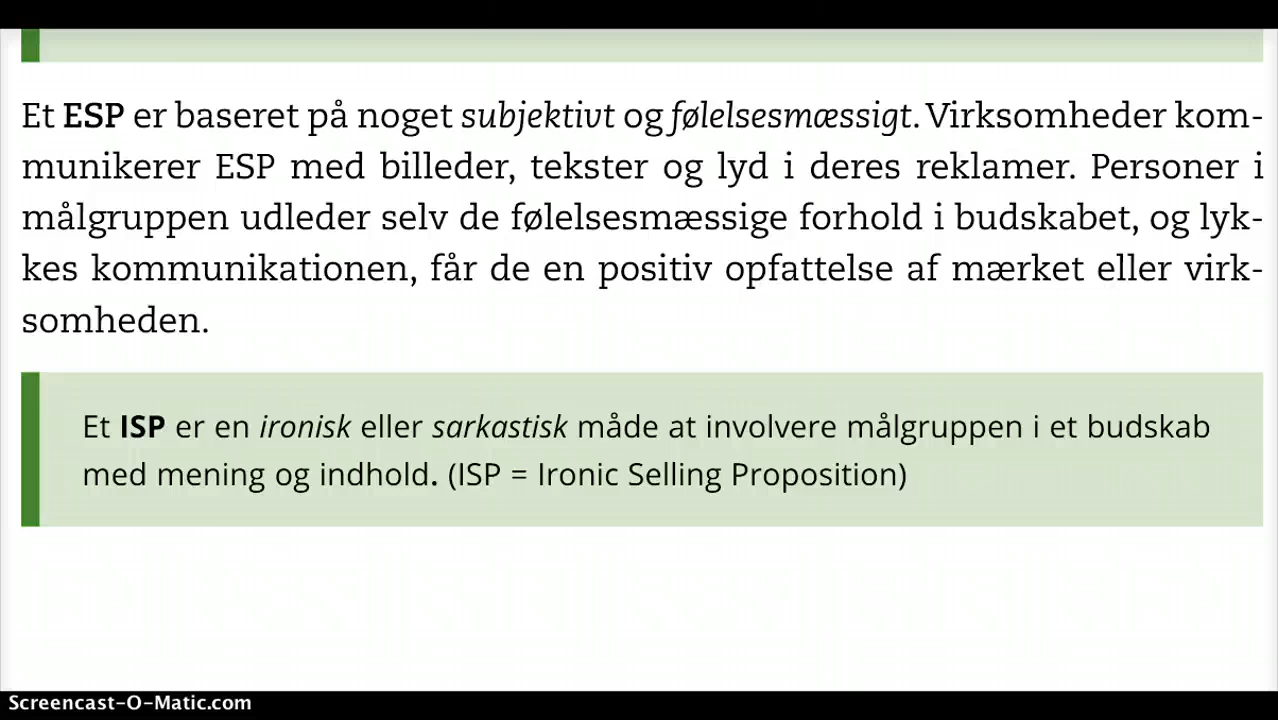 Et ESP er baseret på noget subjektivt og følelsesmæssigt. Virksomheder kom-
munikerer ESP med billeder, tekster og lyd i deres reklamer. Personer i
målgruppen udleder selv de følelsesmæssige forhold i budskabet, og lyk-
kes kommunikationen, får de en positiv opfattelse af mærket eller virk-
somheden.
Et ISP er en ironisk eller sarkastisk måde at involvere målgruppen i et budskab
med mening og indhold. (ISP = Ironic Selling Proposition)
Screencast-O-Matic.com